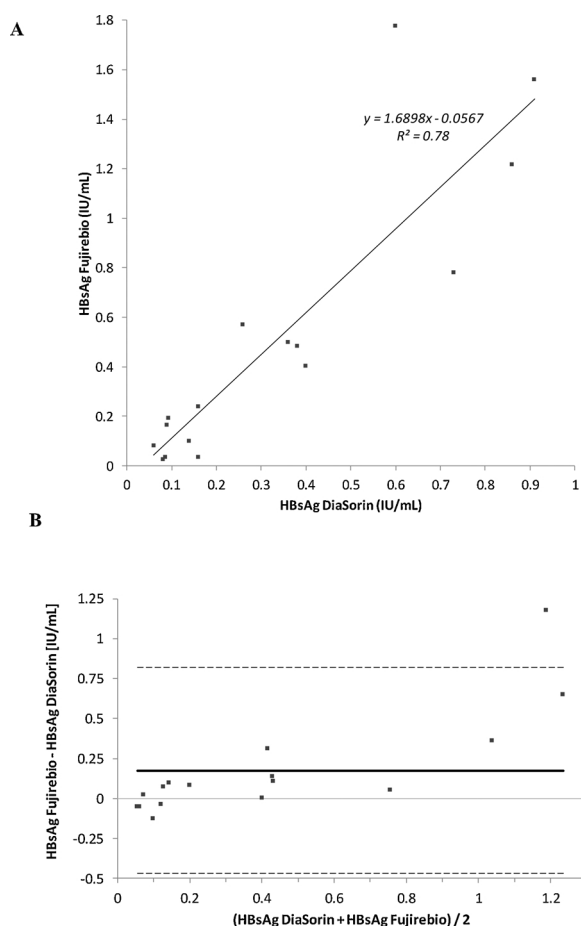 A
HBsAg Fujirebio (IU/mL)
1.8
1.6
1.4
1.2
1
0.8
0.6
0.4
0.2
0
y = 1.6898x - 0.0567
R² = 0.78
0 0.1 0.2 0.3 0.4 0.5 0.6 0.7 0.8 0.9 1
HBsAg DiaSorin (IU/mL)
B
HBsAg Fujirebio - HBsAg DiaSorin [IU/mL]
1.25
1
0.75
0.5
0.25
0
-0.25
-0.5
0 0.2 0.4 0.6 0.8 1 1.2
(HBsAg DiaSorin + HBsAg Fujirebio) / 2